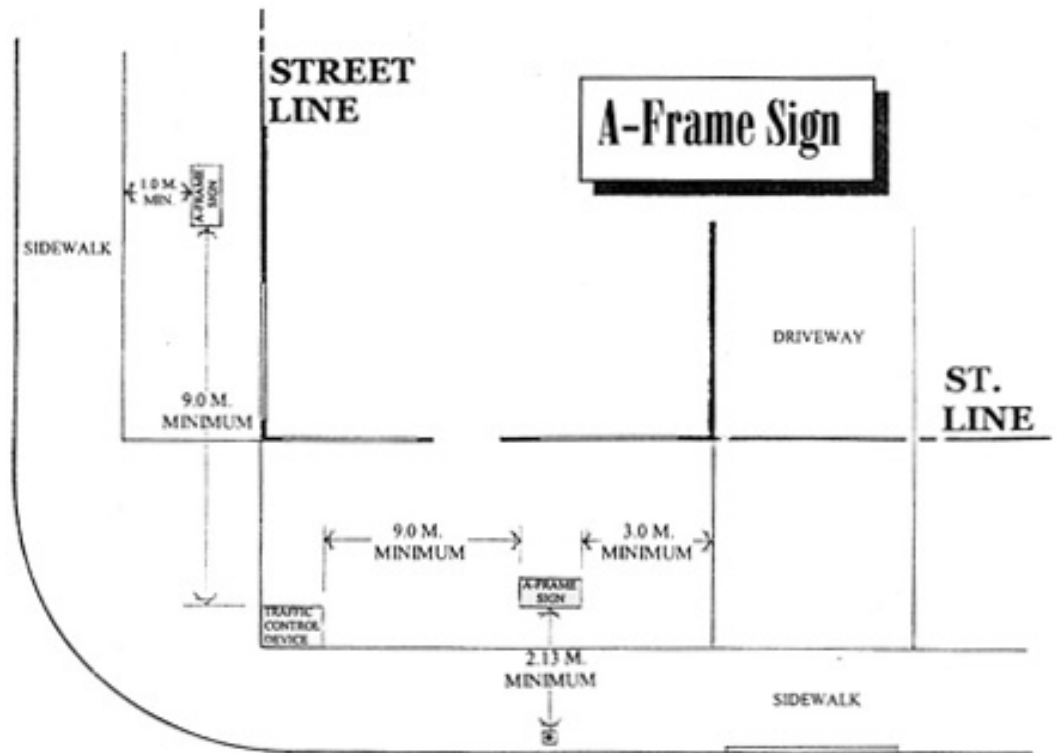 STREET
LINE
A-Frame Sign
1.0 M.
MIN.
A-FRAME
SIGN
SIDEWALK
DRIVEWAY
ST.
LINE
9.0 M.
MINIMUM
9.0 M.
MINIMUM
3.0 M.
MINIMUM
A-FRAME
SIGN
TRAFFIC
CONTROL
DEVICE
2.13 M.
MINIMUM
SIDEWALK